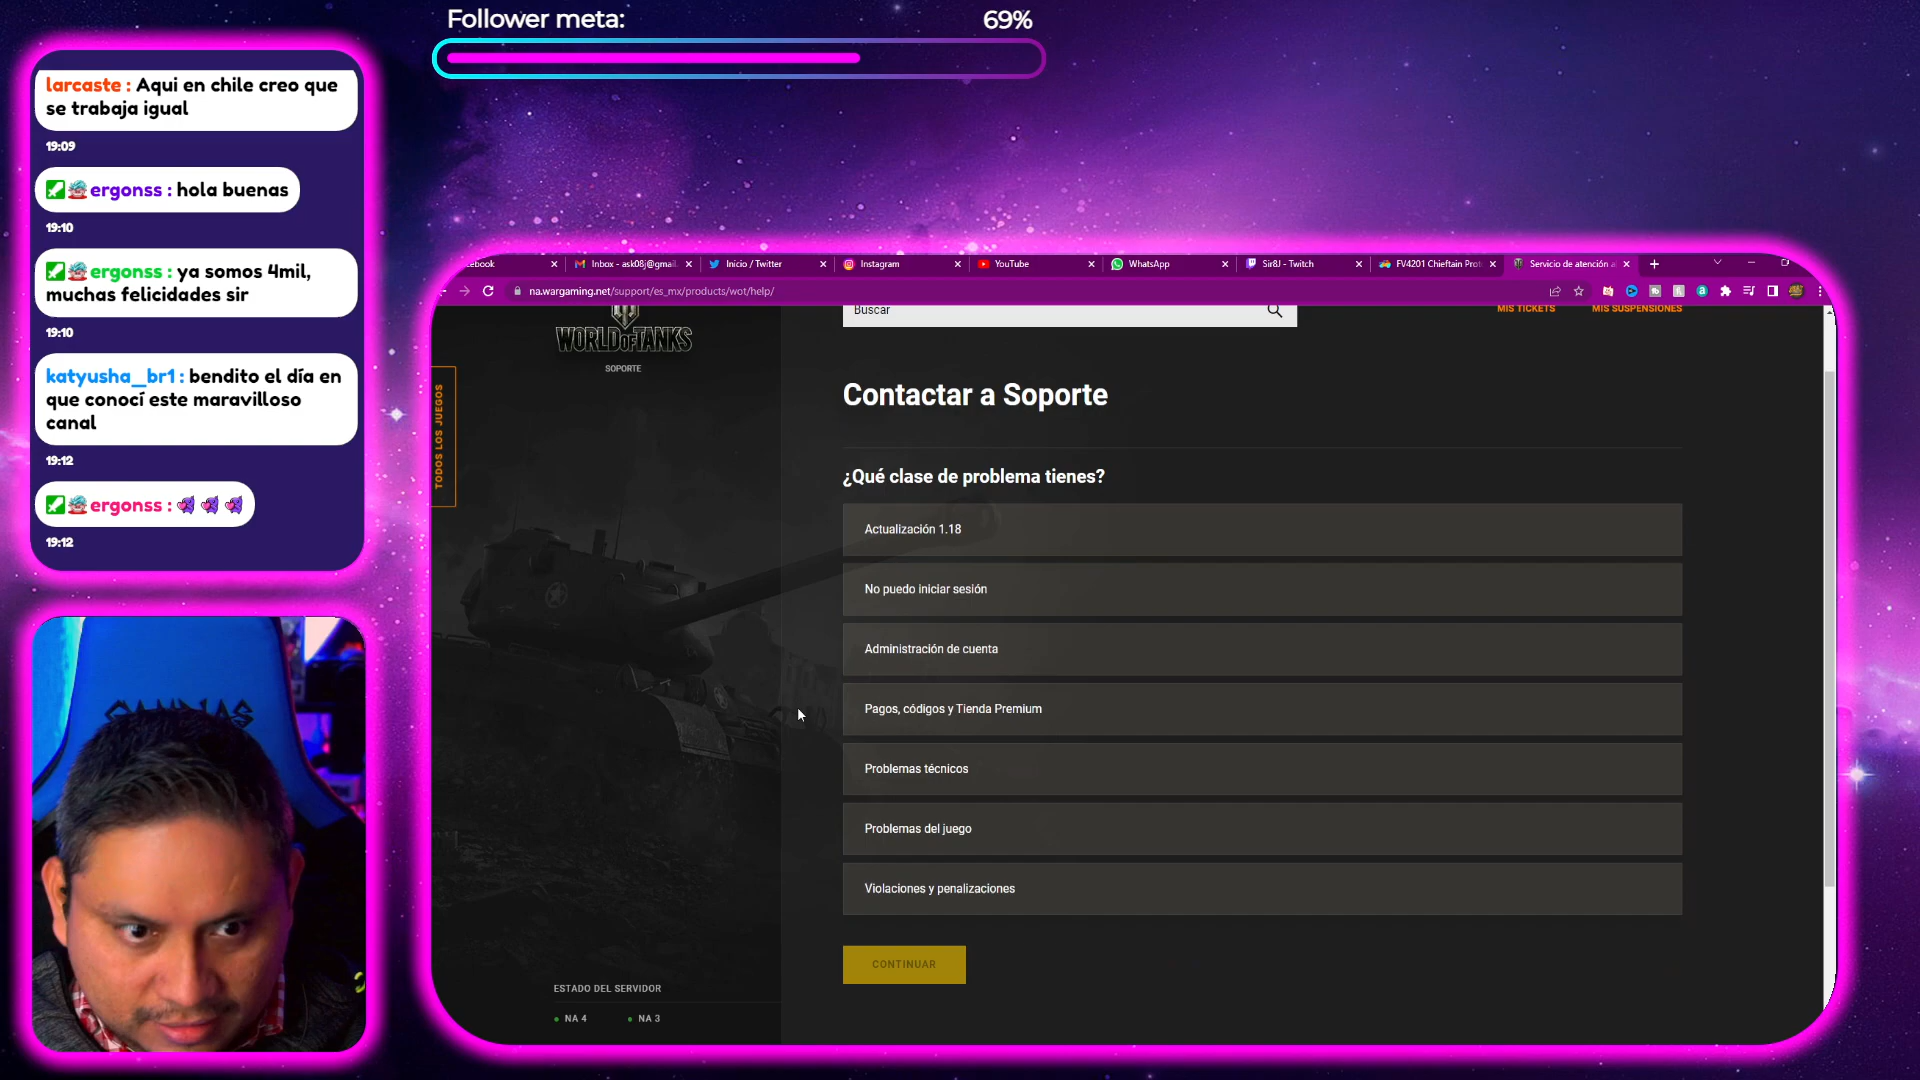 Follower meta:
69%
larcaste : Aqui en chile creo que
se trabaja igual
19:09
ergonss : hola buenas
19:10
ergonss : ya somos 4mil,
muchas felicidades sir
19:10
katyusha_br1 : bendito el día en
que conocí este maravilloso
canal
19:12
ergonss :
19:12
ebook
Inbox - ask08j@gmail.
Inicio / Twitter
Instagram
YouTube
WhatsApp
Sir8J - Twitch
FV4201 Chieftain Prot
Servicio de atención a
na.wargaming.net/support/es_mx/products/wot/help/
WORLD OF TANKS
SOPORTE
TODOS LOS JUEGOS
Buscar
MIS TICKETS
MIS SUSPENSIONES
Contactar a Soporte
¿Qué clase de problema tienes?
Actualización 1.18
No puedo iniciar sesión
Administración de cuenta
Pagos, códigos y Tienda Premium
Problemas técnicos
Problemas del juego
Violaciones y penalizaciones
CONTINUAR
ESTADO DEL SERVIDOR
NA 4
NA 3